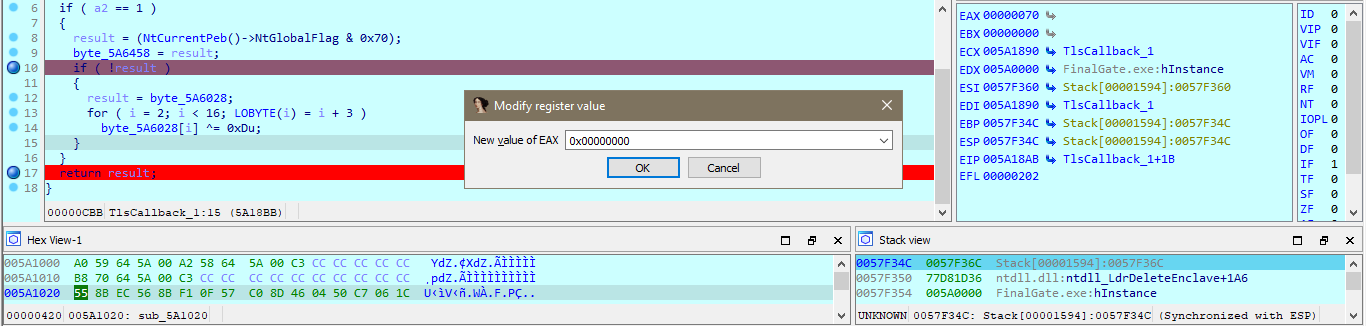 6 if ( a2 == 1 )
7 {
8 result = (NtCurrentPeb()->NtGlobalFlag & 0x70);
9 byte_5A6458 = result;
10 if ( !result )
11 {
12 result = byte_5A6028;
13 for ( i = 2; i < 16; LOBYTE(i) = i + 3 )
14 byte_5A6028[i] ^= 0xDu;
15 }
16 }
17 return result;
18 }
00000CBB TlsCallback_1:15 (5A18BB)
Modify register value
New value of EAX 0x00000000
OK Cancel
EAX 00000070
EBX 00000000
ECX 005A1890 TlsCallback_1
EDX 005A0000 FinalGate.exe:hInstance
ESI 0057F360 Stack[00001594]:0057F360
EDI 005A1890 TlsCallback_1
EBP 0057F34C Stack[00001594]:0057F34C
ESP 0057F34C Stack[00001594]:0057F34C
EIP 005A18AB TlsCallback_1+1B
EFL 00000202
ID 0
VIP 0
VIF 0
AC 0
VM 0
RF 0
NT 0
IOPL 0
OF 0
DF 0
IF 1
TF 0
SF 0
ZF 0
Hex View-1
005A1000 A0 59 64 5A 00 A2 58 64 5A 00 C3 CC CC CC CC CC .YdZ.¢XdZ.ÃÌÌÌÌÌ
005A1010 B8 70 64 5A 00 C3 CC CC CC CC CC CC CC CC CC CC ¸pdZ.ÃÌÌÌÌÌÌÌÌÌÌ
005A1020 55 8B EC 56 8B F1 0F 57 C0 8D 46 04 50 C7 06 1C U‹ìV‹ñ.WÀ.F.PÇ..
00000420 005A1020: sub_5A1020
Stack view
0057F34C 0057F36C Stack[00001594]:0057F36C
0057F350 77D81D36 ntdll.dll:ntdll_LdrDeleteEnclave+1A6
0057F354 005A0000 FinalGate.exe:hInstance
UNKNOWN 0057F34C: Stack[00001594]:0057F34C (Synchronized with ESP)